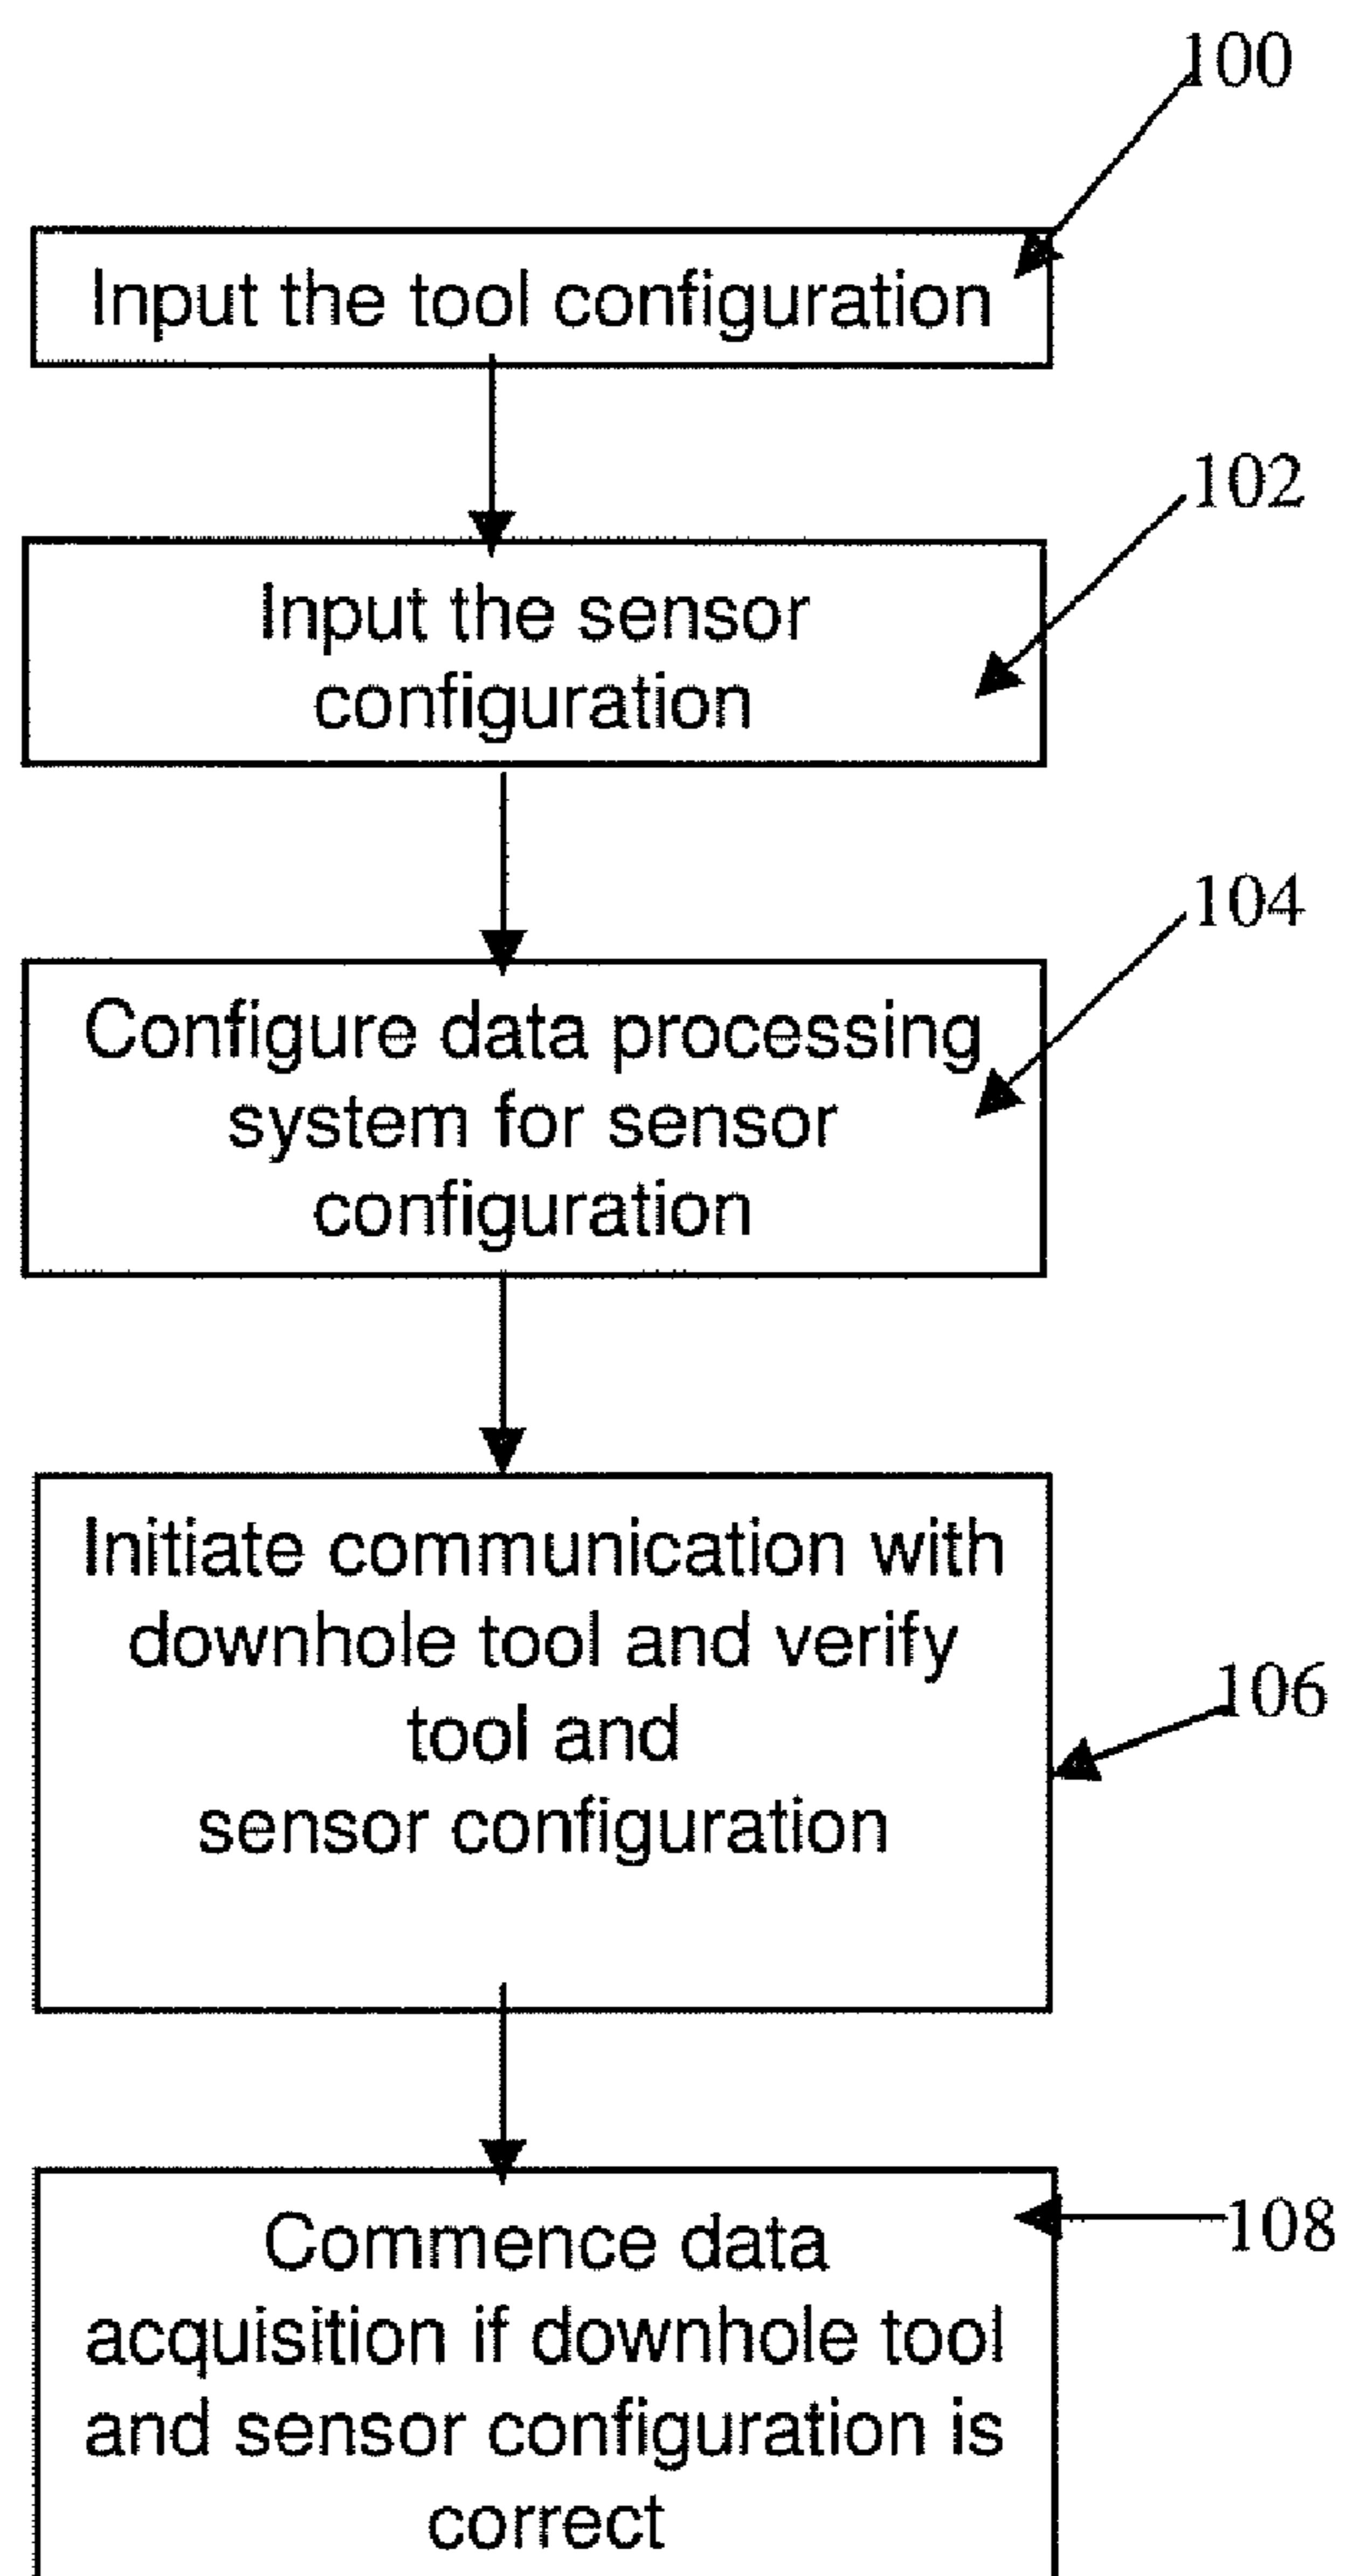 100
Input the tool configuration
102
Input the sensor
configuration
104
Configure data processing
system for sensor
configuration
Initiate communication with
downhole tool and verify
106
tool and
sensor configuration
108
Commence data
acquisition if downhole tool
and sensor configuration is
correct